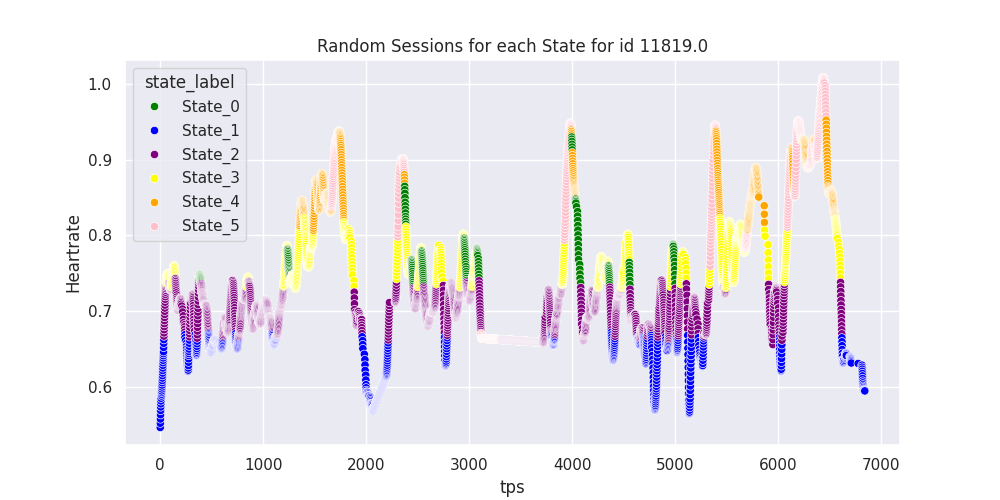 Random Sessions for each State for id 11819.0
state_label
State_0
State_1
State_2
State_3
State_4
State_5
Heartrate
1.0
0.9
0.8
0.7
0.6
0 1000 2000 3000 4000 5000 6000 7000
tps